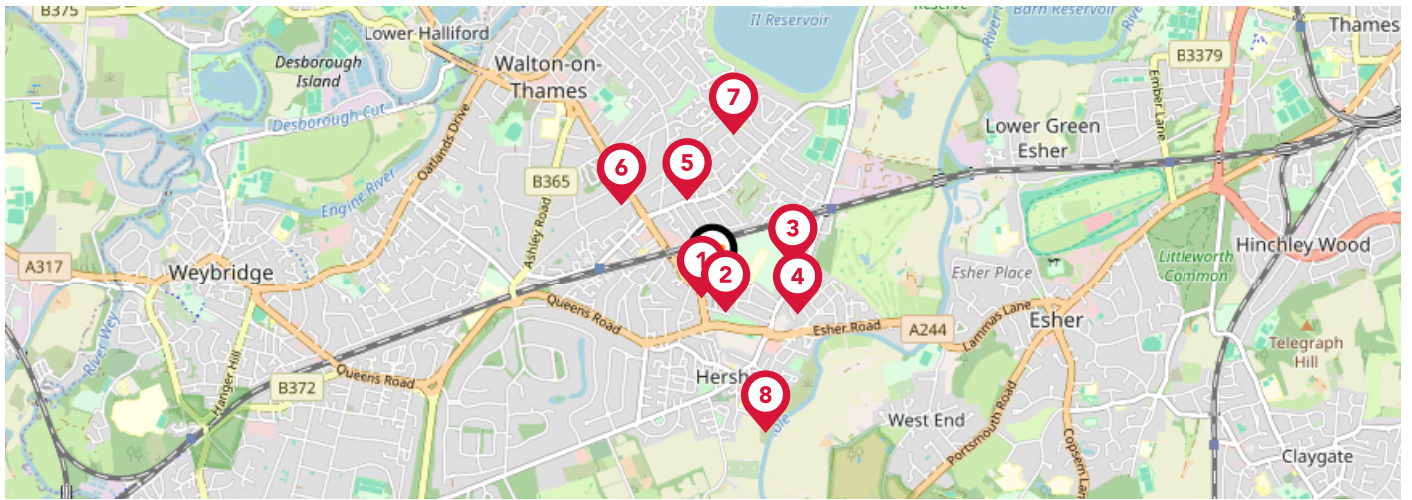 B375
Lower Halliford
Desborough
Island
Walton-on-
Thames
II Reservoir
Reserve
Barn Reservoir
River
Thames
B3379
Desborough Cut
7
Lower Green
Esher
Ember Lane
Oatlands Drive
Engine River
B365
6
5
Ashley Road
3
A317
Weybridge
1
2
4
Esher Place
Littleworth
Common
Hinchley Wood
Queens Road
Esher Road
A244
Lammas Lane
Esher
River Wey
Telegraph
Hill
Hanger Hill
Queens Road
B372
Hersh
8
West End
Portsmouth Road
Copsem Lane
Claygate